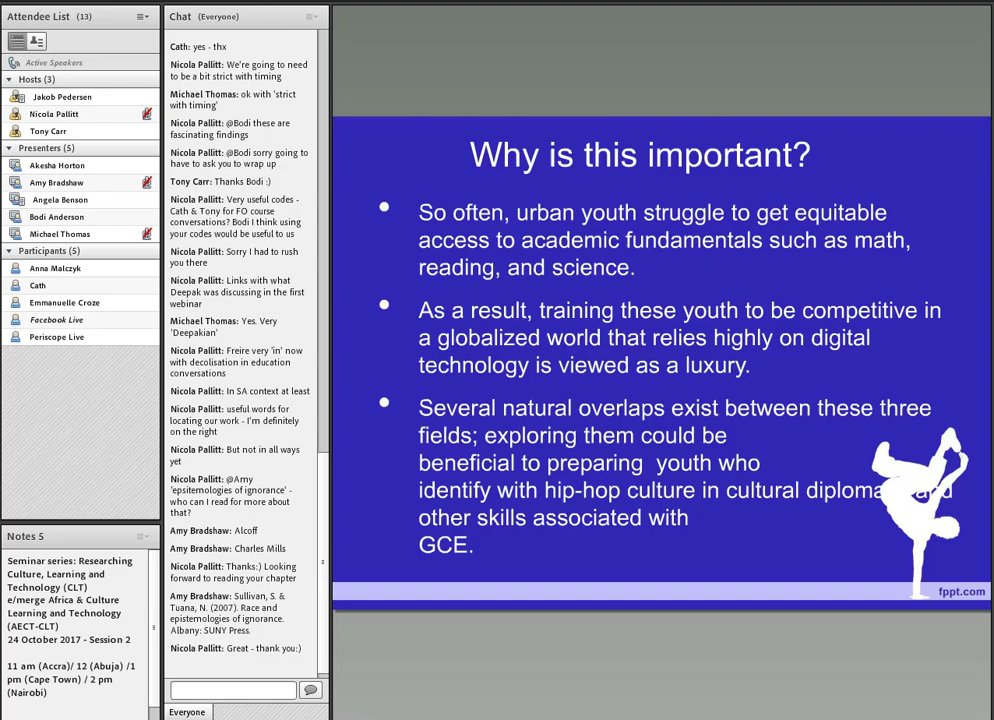 Attendee List (13)
Active Speakers
Hosts (3)
Jakob Pedersen
Nicola Pallitt
Tony Carr
Presenters (5)
Akesha Horton
Amy Bradshaw
Angela Benson
Bodi Anderson
Michael Thomas
Participants (5)
Anna Malczyk
Cath
Emmanuelle Croze
Facebook Live
Periscope Live
Notes 5
Seminar series: Researching
Culture, Learning and
Technology (CLT)
e/merge Africa & Culture
Learning and Technology
(AECT-CLT)
24 October 2017 - Session 2
11 am (Accra)/ 12 (Abuja) /1
pm (Cape Town) / 2 pm
(Nairobi)
Chat (Everyone)
Cath: yes - thx
Nicola Pallitt: We're going to need
to be a bit strict with timing
Michael Thomas: ok with 'strict
with timing'
Nicola Pallitt: @Bodi these are
fascinating findings
Nicola Pallitt: @Bodi sorry going to
have to ask you to wrap up
Tony Carr: Thanks Bodi :)
Nicola Pallitt: Very useful codes -
Cath & Tony for FO course
conversations? Bodi I think using
your codes would be useful to us
Nicola Pallitt: Sorry I had to rush
you there
Nicola Pallitt: Links with what
Deepak was discussing in the first
webinar
Michael Thomas: Yes. Very
'Deepakian'
Nicola Pallitt: Freire very 'in' now
with decolisation in education
conversations
Nicola Pallitt: In SA context at least
Nicola Pallitt: useful words for
locating our work - I'm definitely
on the right
Nicola Pallitt: But not in all ways
yet
Nicola Pallitt: @Amy
'epistemologies of ignorance' -
who can I read for more about
that?
Amy Bradshaw: Alcoff
Amy Bradshaw: Charles Mills
Nicola Pallitt: Thanks:) Looking
forward to reading your chapter
Amy Bradshaw: Sullivan, S. &
Tuana, N. (2007). Race and
epistemologies of ignorance.
Albany: SUNY Press.
Nicola Pallitt: Great - thank you:)
Everyone
Why is this important?
• So often, urban youth struggle to get equitable
access to academic fundamentals such as math,
reading, and science.
• As a result, training these youth to be competitive in
a globalized world that relies highly on digital
technology is viewed as a luxury.
• Several natural overlaps exist between these three
fields; exploring them could be
beneficial to preparing youth who
identify with hip-hop culture in cultural diploma and
other skills associated with
GCE.
fppt.com